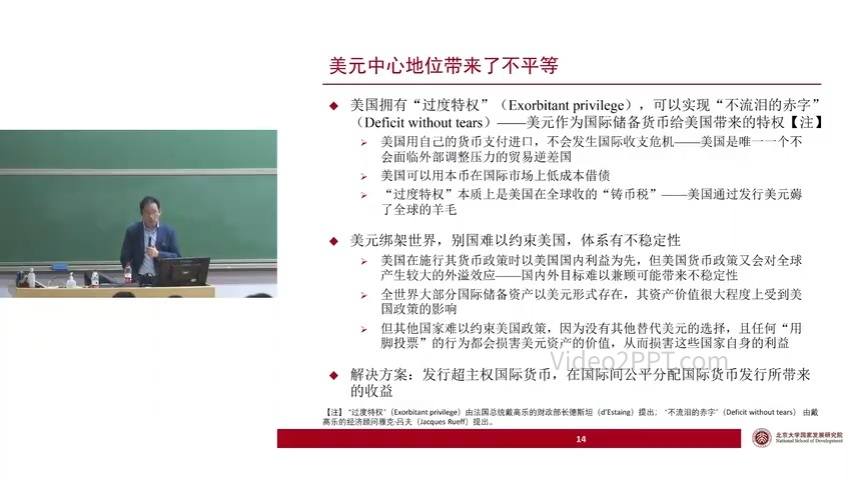 美元中心地位带来了不平等
美国拥有“过度特权”（Exorbitant privilege），可以实现“不流泪的赤字”
（Deficit without tears）——美元作为国际储备货币给美国带来的特权【注】
美国用自己的货币支付进口，不会发生国际收支危机——美国是唯一一个不
会面临外部调整压力的贸易逆差国
美国可以用本币在国际市场上低成本借债
“过度特权”本质上是美国在全球收的“铸币税”——美国通过发行美元薅
了全球的羊毛
美元绑架世界，别国难以约束美国，体系有不稳定性
美国在施行其货币政策时以美国国内利益为先，但美国货币政策又会对全球
产生较大的外溢效应——国内外目标难以兼顾可能带来不稳定性
全世界大部分国际储备资产以美元形式存在，其资产价值很大程度上受到美
国政策的影响
但其他国家难以约束美国政策，因为没有其他替代美元的选择，且任何“用
脚投票”的行为都会损害美元资产的价值，从而损害这些国家自身的利益
Video2PPT.com
解决方案：发行超主权国际货币，在国际间公平分配国际货币发行所带来
的收益
【注】“过度特权”（Exorbitant privilege）由法国总统戴高乐的财政部长德斯坦（d’Estaing）提出；“不流泪的赤字”（Deficit without tears） 由戴
高乐的经济顾问雅克·吕夫（Jacques Rueff）提出。
14
北京大学国家发展研究院
National School of Development